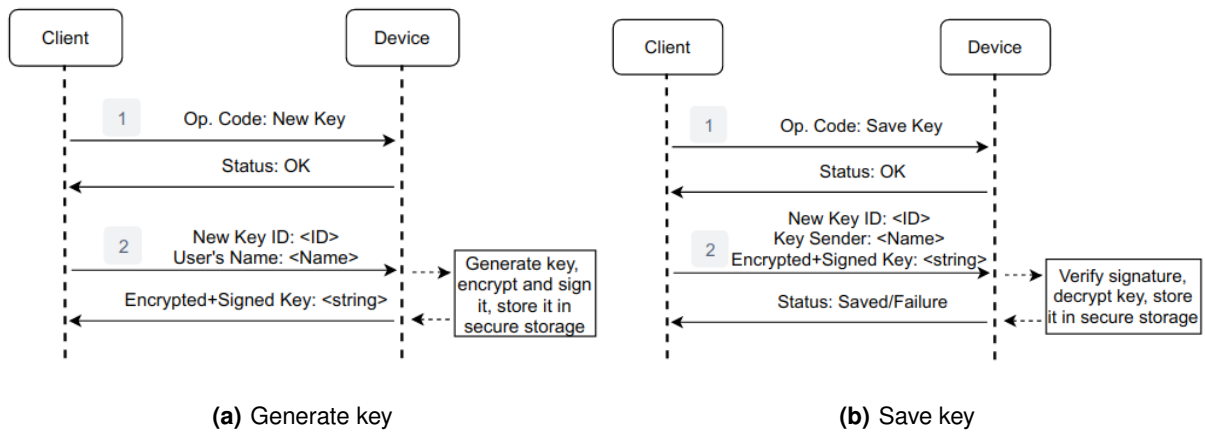 Client
Device
1
Op. Code: New Key
Status: OK
2
New Key ID: <ID>
User's Name: <Name>
Generate key,
encrypt and sign
it, store it in
secure storage
Encrypted+Signed Key: <string>
(a) Generate key
Client
Device
1
Op. Code: Save Key
Status: OK
2
New Key ID: <ID>
Key Sender: <Name>
Encrypted+Signed Key: <string>
Verify signature,
decrypt key, store
it in secure storage
Status: Saved/Failure
(b) Save key